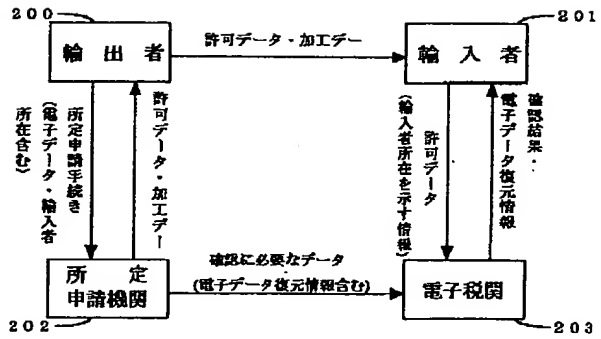 200
201
輸出者
許可データ・加工デー
輸入者
所定申請手続き
(電子データ・輸入者
所在含む)
許可データ・加工デー
許可データ
(輸入者所在を示す情報)
確認結果・
電子データ復元情報
所定
申請機関
確認に必要なデータ
(電子データ復元情報含む)
電子税関
202
203